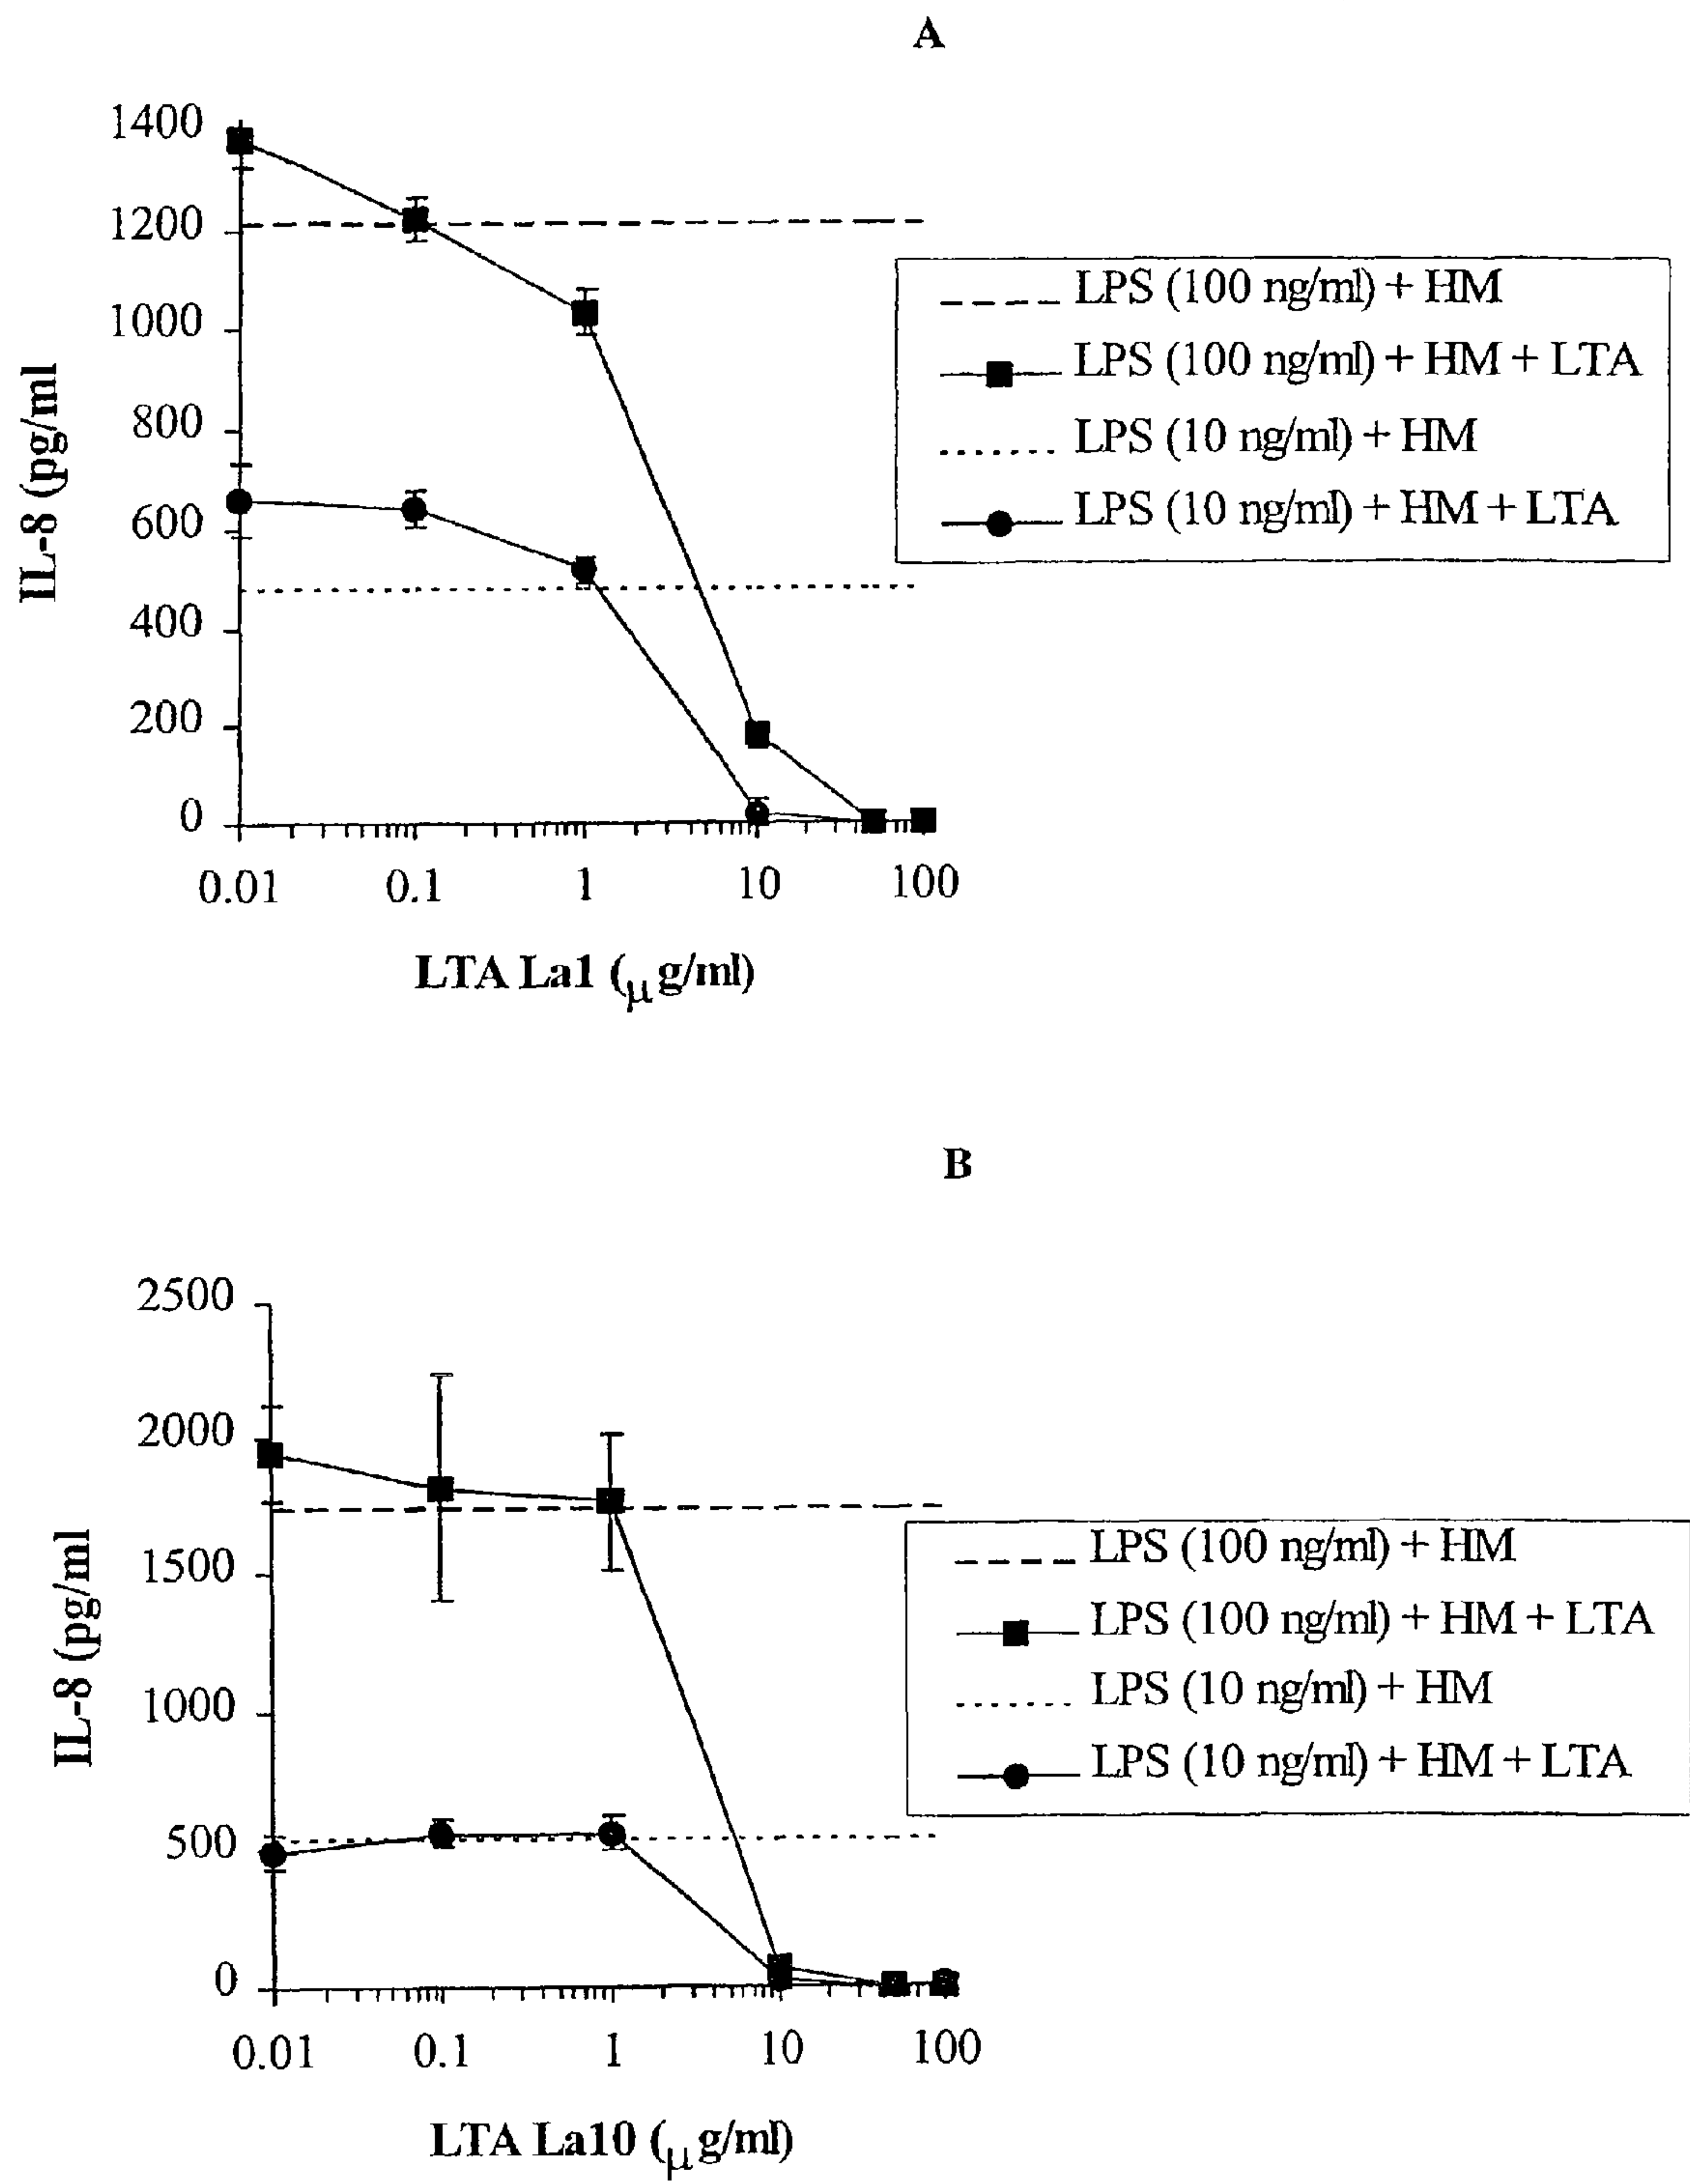 A
1400
1200
1000
800
600
400
200
0
IL-8 (pg/ml)
0.01 0.1 1 10 100
LTA La1 (μg/ml)
LPS (100 ng/ml) + HM
LPS (100 ng/ml) + HM + LTA
LPS (10 ng/ml) + HM
LPS (10 ng/ml) + HM + LTA
B
2500
2000
1500
1000
500
0
IL-8 (pg/ml)
0.01 0.1 1 10 100
LTA La10 (μg/ml)
LPS (100 ng/ml) + HM
LPS (100 ng/ml) + HM + LTA
LPS (10 ng/ml) + HM
LPS (10 ng/ml) + HM + LTA